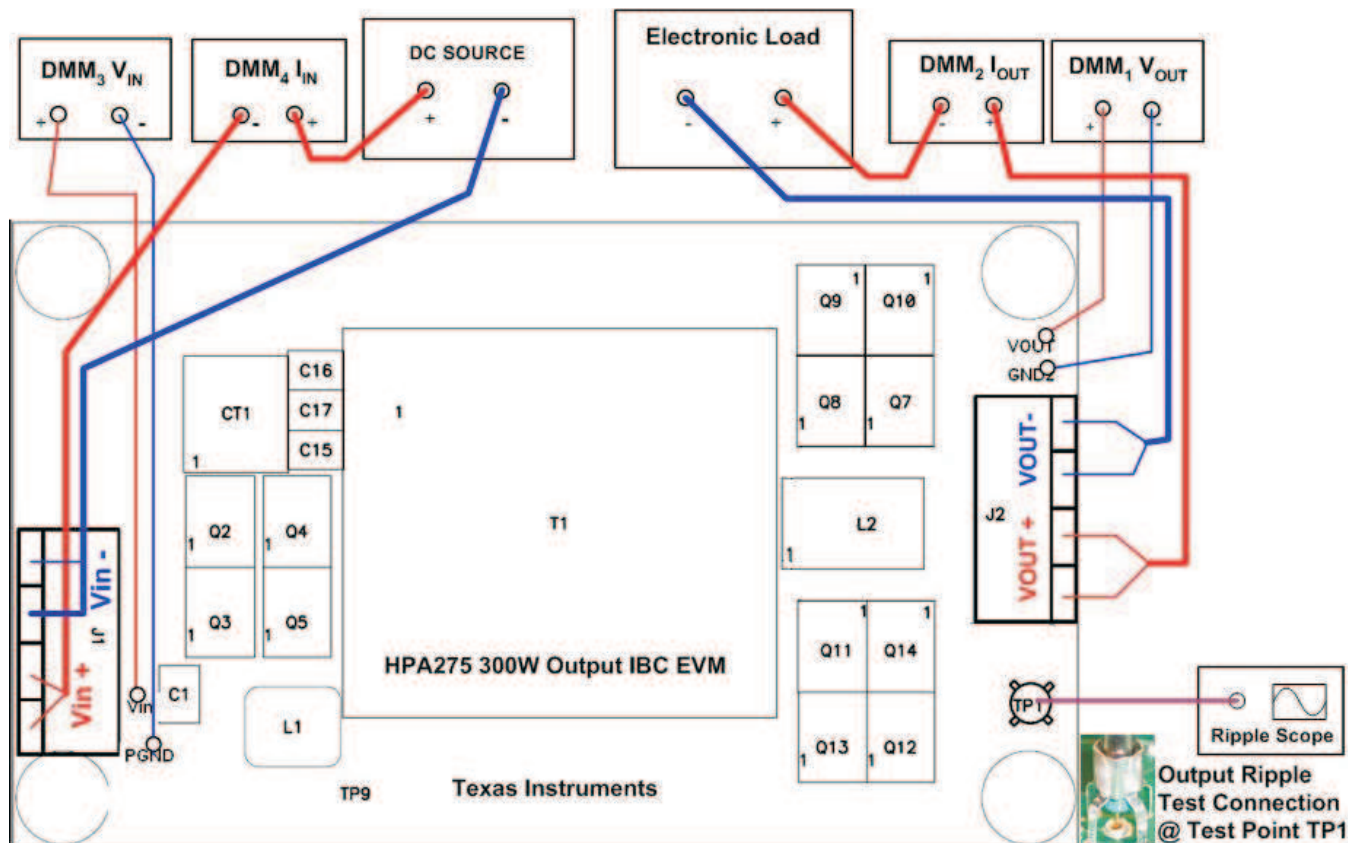 DMM3 VIN
+ -
DMM4 IIN
- +
DC SOURCE
+ -
Electronic Load
- +
DMM2 IOUT
- +
DMM1 VOUT
+ -
Q9 1
Q10 1
Q8 1
Q7
VOUT
GND2
C16
C17
C15
CT1
1
1
T1
L2
1
J2
VOUT-
VOUT +
Q2 1
Q4 1
Q3 1
Q5 1
Vin -
J1
Vin +
Vin
C1
PGND
L1
HPA275 300W Output IBC EVM
Q11 1
Q14 1
Q13 1
Q12 1
TP1
Ripple Scope
TP9
Texas Instruments
Output Ripple
Test Connection
@ Test Point TP1